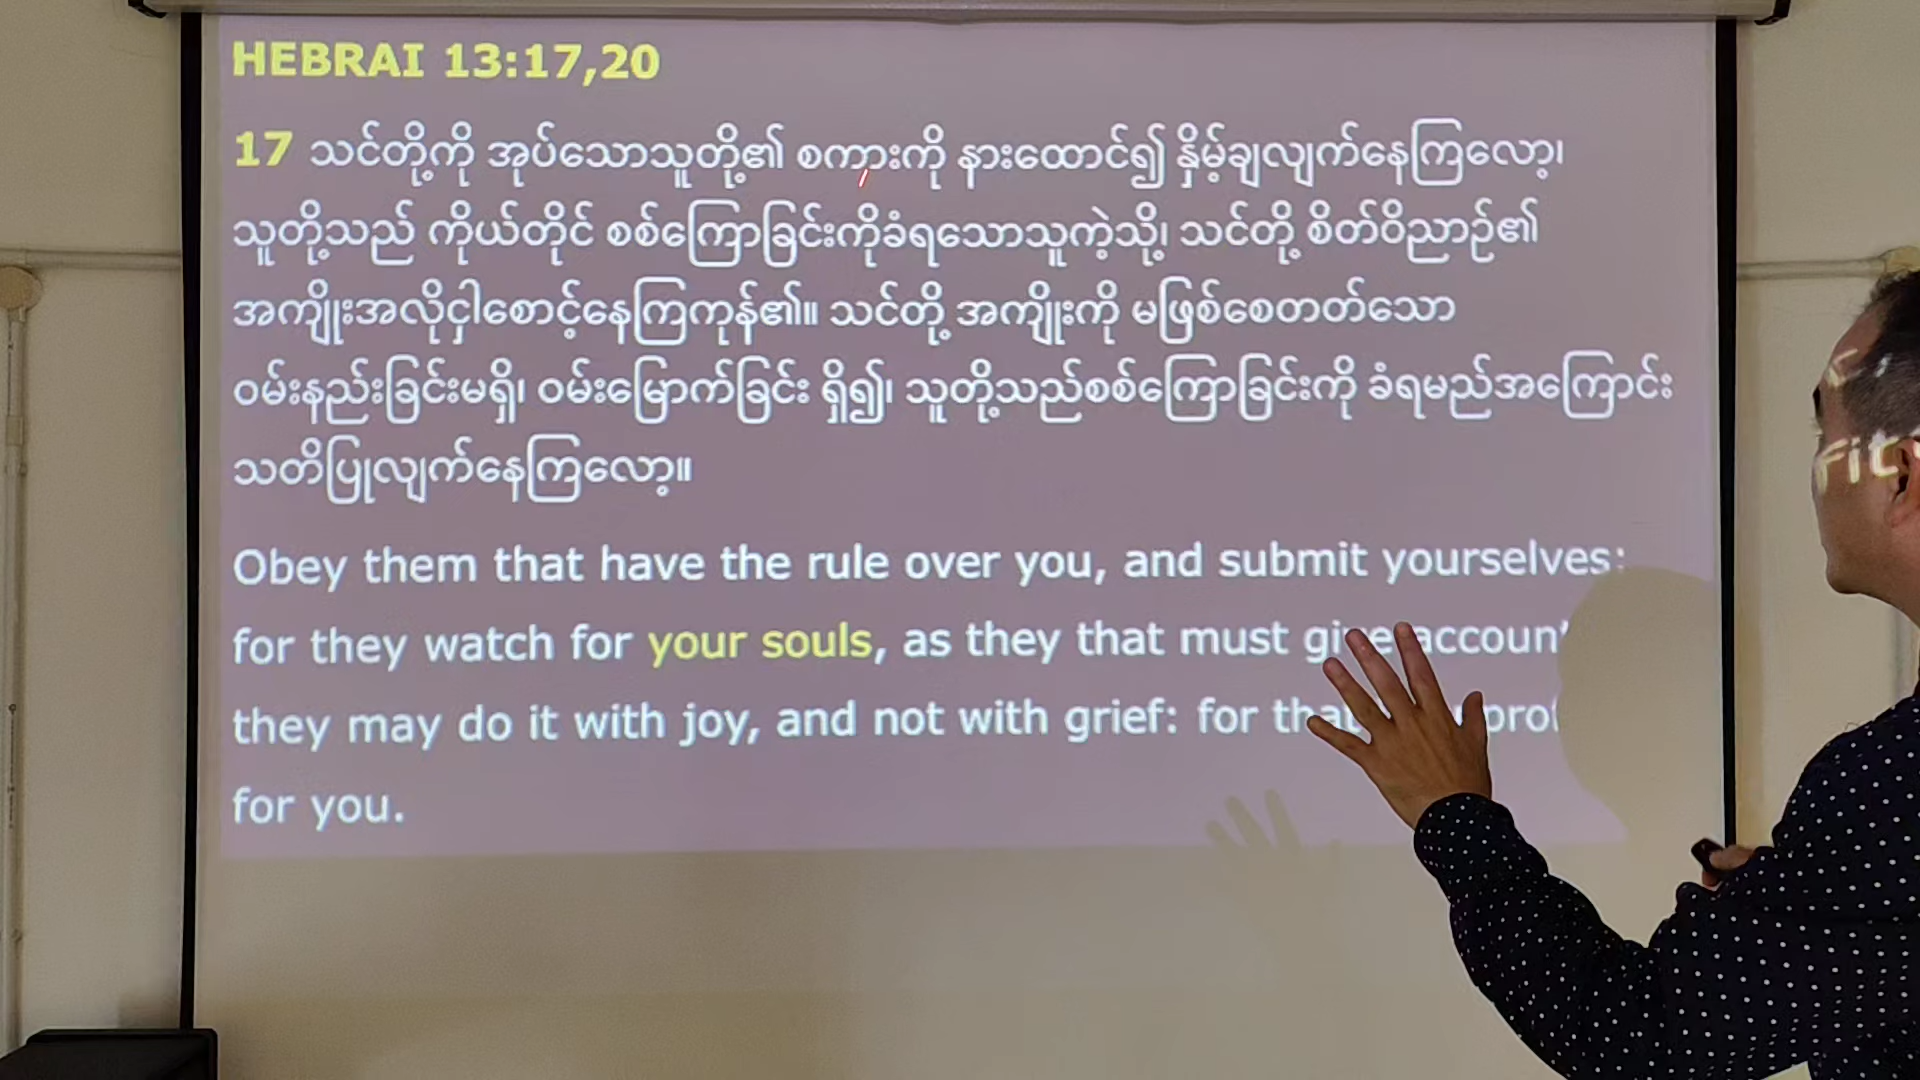 HEBRAI 13:17,20
17 သင်တို့ကို အုပ်သောသူတို့၏ စကားကို နားထောင်၍ နှိမ့်ချလျက်နေကြလော့၊
သူတို့သည် ကိုယ်တိုင် စစ်ကြောခြင်းကိုခံရသောသူကဲ့သို့၊ သင်တို့ စိတ်ဝိညာဉ်၏
အကျိုးအလိုငှါစောင့်နေကြကုန်၏။ သင်တို့ အကျိုးကို မဖြစ်စေတတ်သော
ဝမ်းနည်းခြင်းမရှိ၊ ဝမ်းမြောက်ခြင်း ရှိ၍၊ သူတို့သည်စစ်ကြောခြင်းကို ခံရမည်အကြောင်း
သတိပြုလျက်နေကြလော့။
Obey them that have the rule over you, and submit yourselves:
for they watch for your souls, as they that must give account
they may do it with joy, and not with grief: for that
for you.